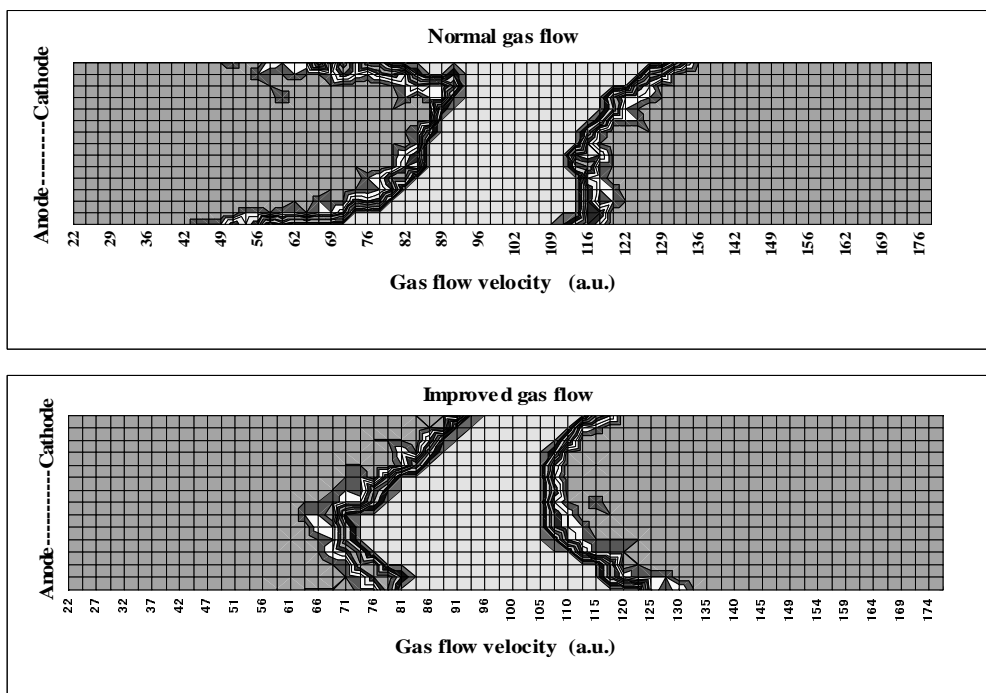 Normal gas flow
Anode---------Cathode
22 29 36 42 49 56 62 69 76 82 89 96 102 109 116 122 129 136 142 149 156 162 169 176
Gas flow velocity (a.u.)
Improved gas flow
Anode-----------Cathode
22 27 32 37 42 47 51 56 61 66 71 76 81 86 91 96 100 105 110 115 120 125 130 135 140 145 149 154 159 164 169 174
Gas flow velocity (a.u.)